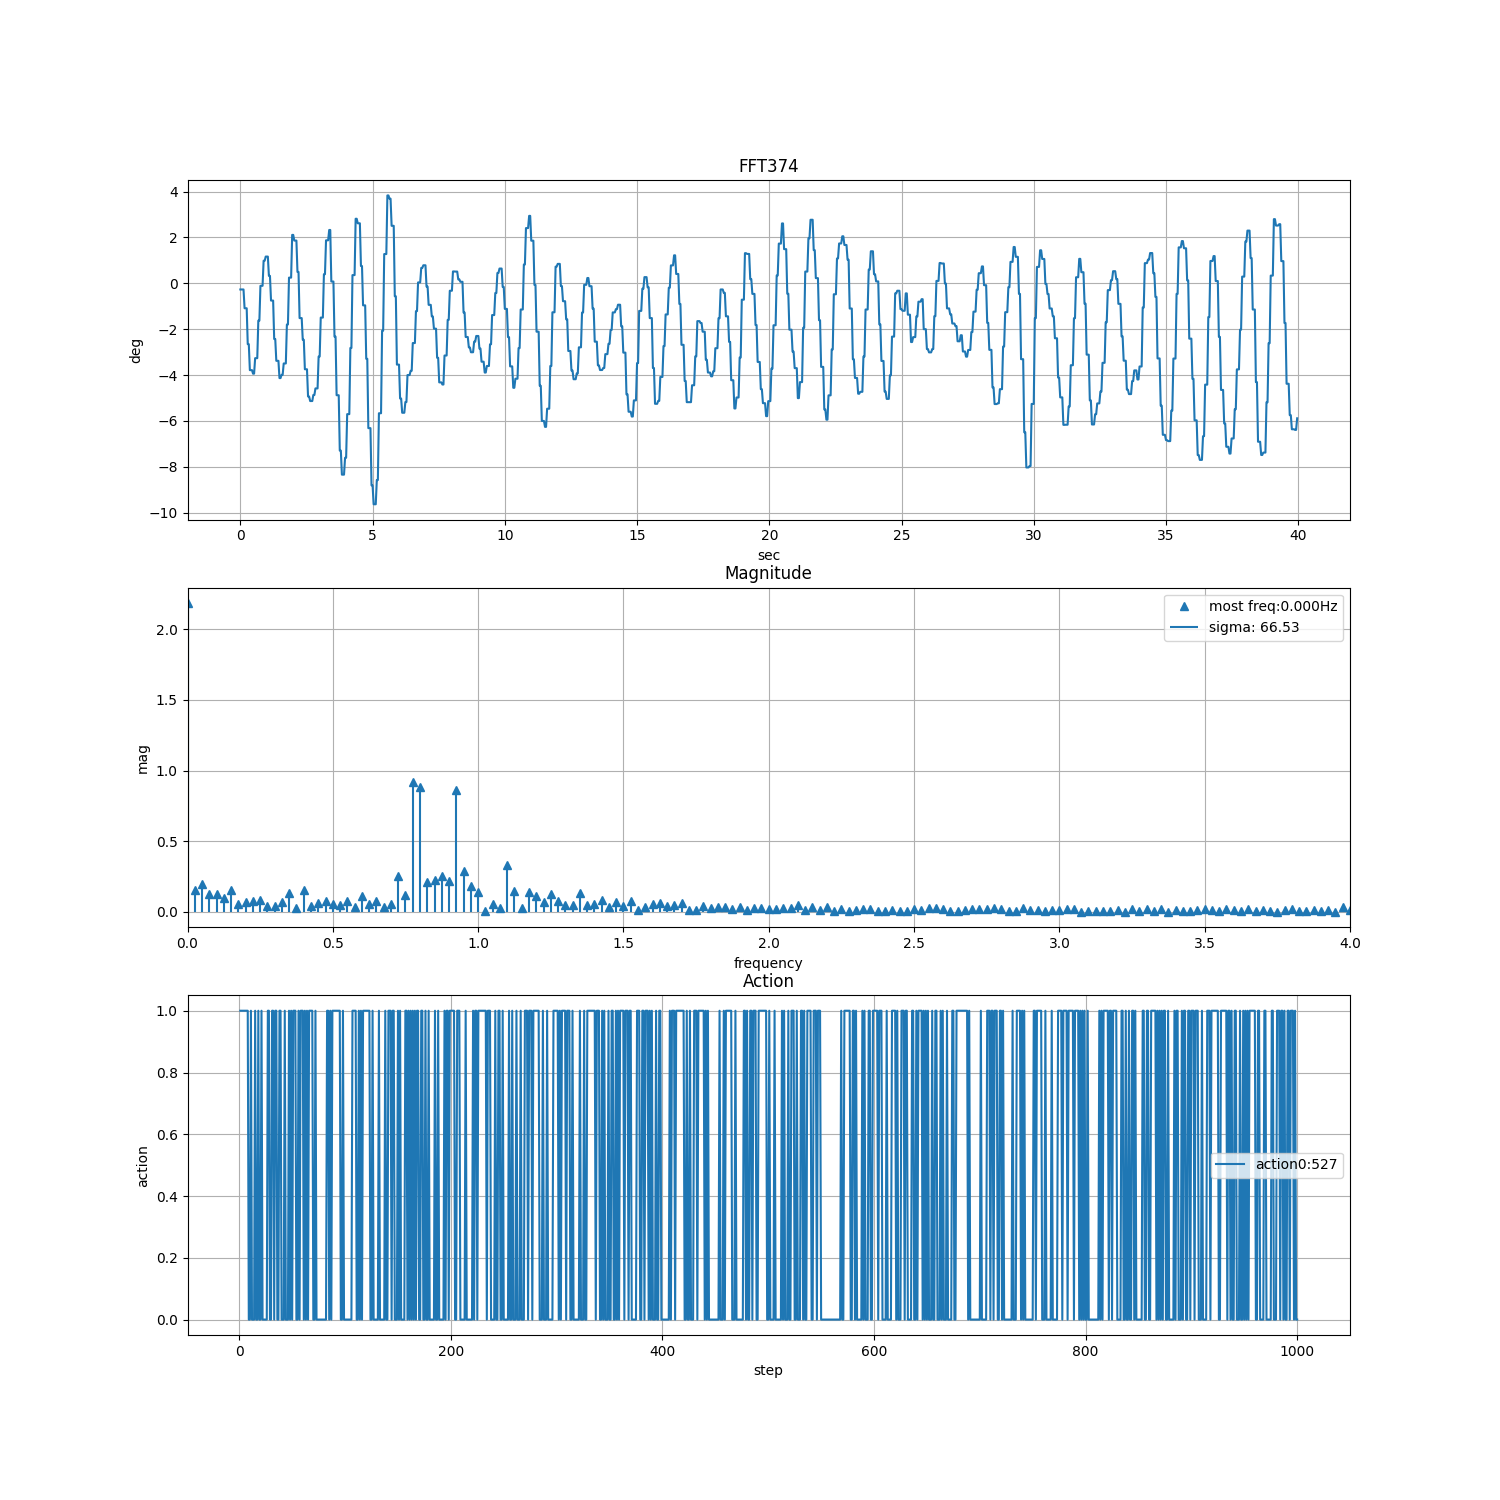 FFT374
4
2
0
−2
−4
−6
−8
−10
deg
0 5 10 15 20 25 30 35 40
sec
Magnitude
most freq:0.000Hz
sigma: 66.53
2.0
1.5
1.0
0.5
0.0
mag
0.0 0.5 1.0 1.5 2.0 2.5 3.0 3.5 4.0
frequency
Action
1.0
0.8
0.6
0.4
0.2
0.0
action
action0:527
0 200 400 600 800 1000
step